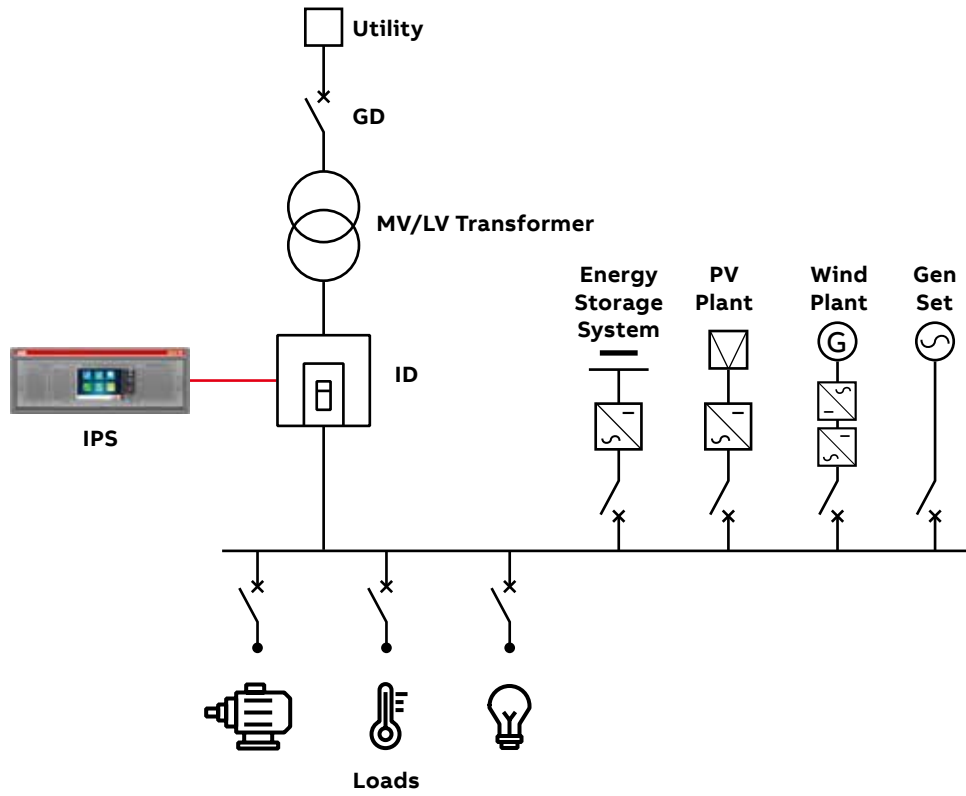 Utility
GD
MV/LV Transformer
Energy
Storage
System
PV
Plant
Wind
Plant
Gen
Set
G
ID
IPS
Loads